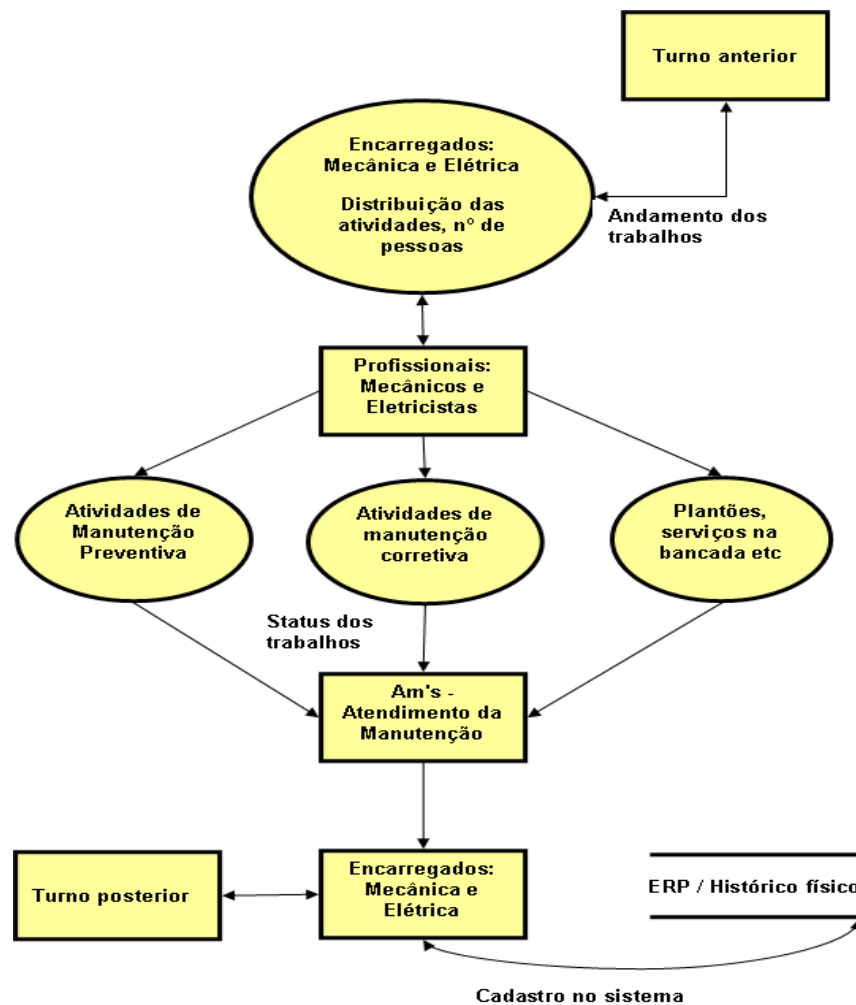 Turno anterior
Encarregados:
Mecânica e Elétrica
Distribuição das
atividades, nº de
pessoas
Andamento dos
trabalhos
Profissionais:
Mecânicos e
Eletricistas
Atividades de
Manutenção
Preventiva
Atividades de
manutenção
corretiva
Plantões,
serviços na
bancada etc
Status dos
trabalhos
Am's -
Atendimento da
Manutenção
Turno posterior
Encarregados:
Mecânica e
Elétrica
ERP / Histórico físico
Cadastro no sistema